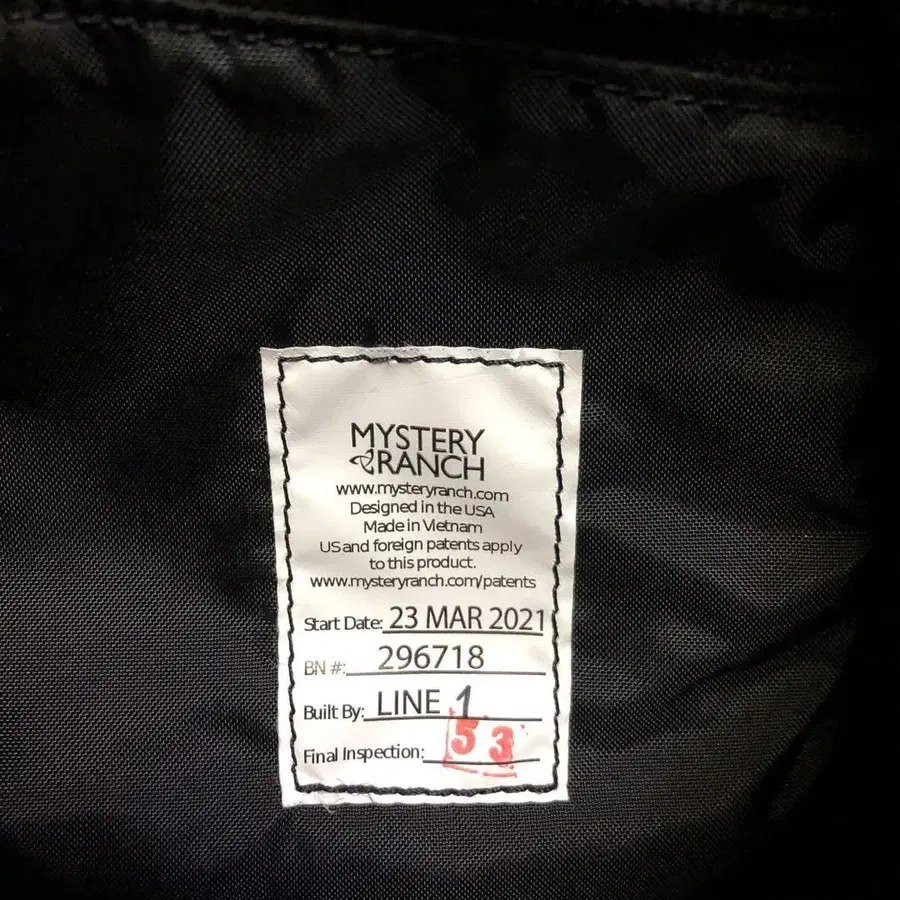 MYSTERY
RANCH
www.mysteryranch.com
Designed in the USA
Made in Vietnam
US and foreign patents apply
to this product.
www.mysteryranch.com/patents
Start Date: 23 MAR 2021
BN #: 296718
Built By: LINE 1
Final Inspection: 53